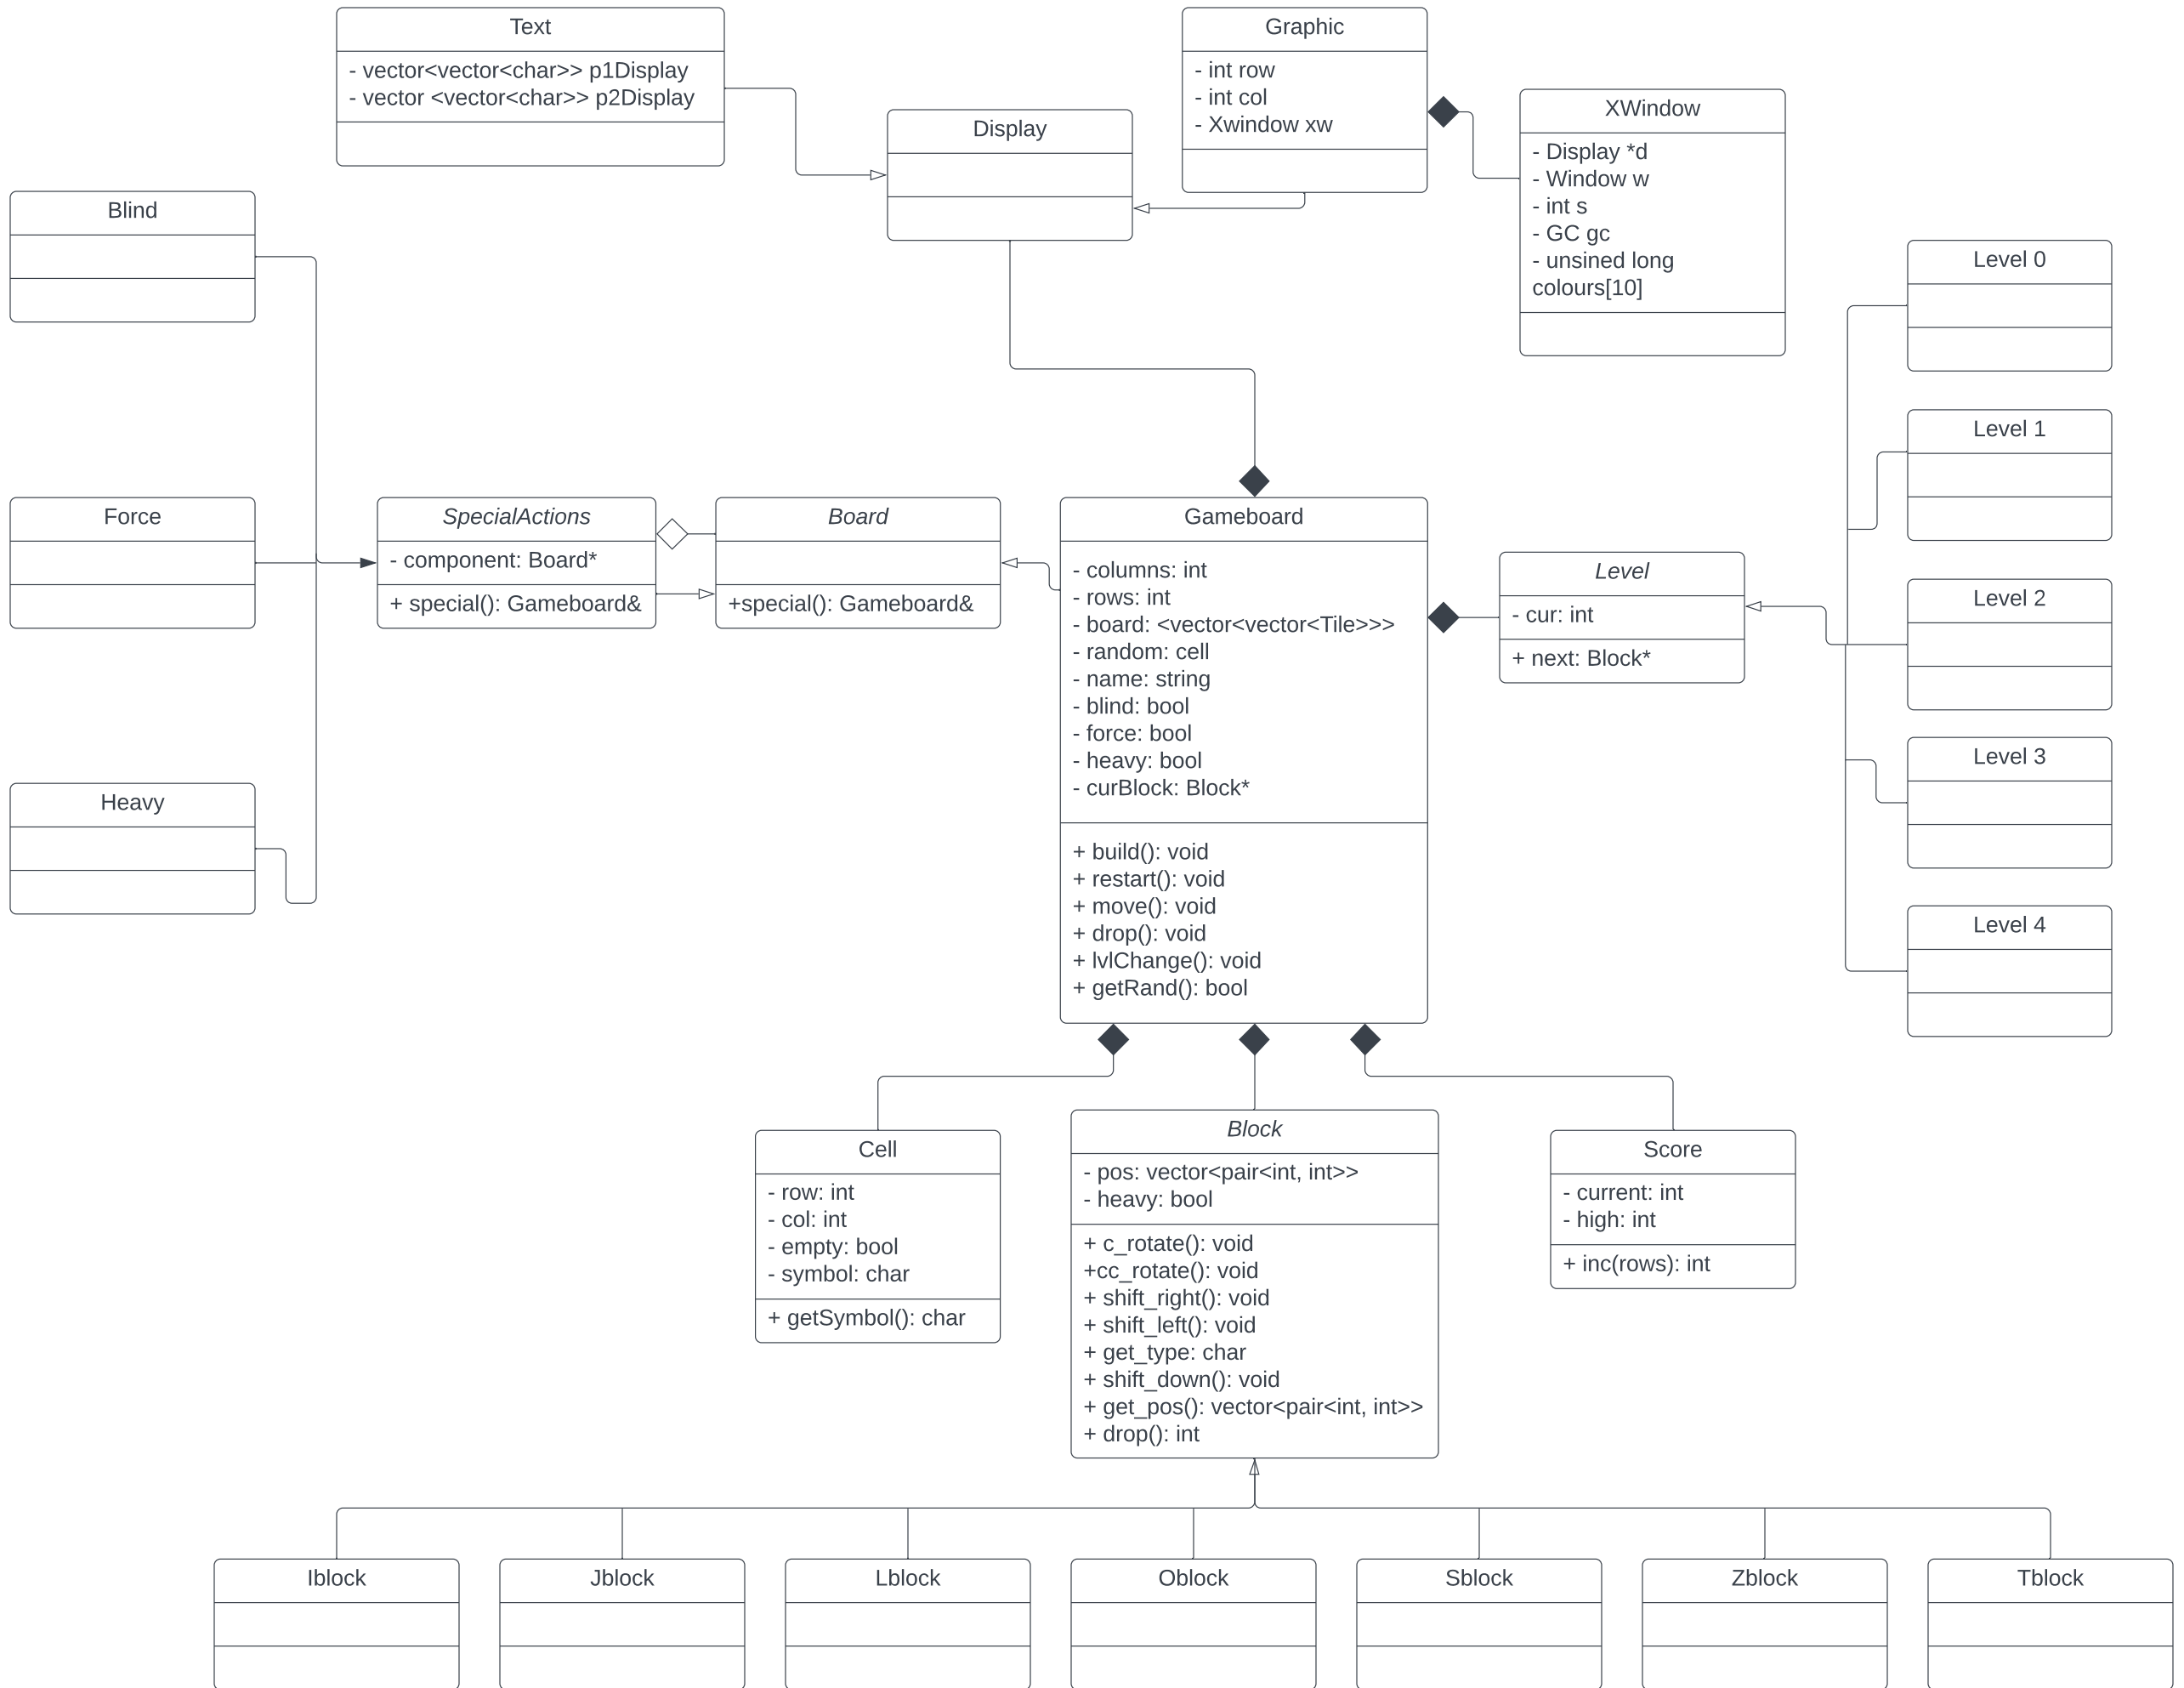 Text
- vector<vector<char>> p1Display
- vector <vector<char>> p2Display
Graphic
- int row
- int col
- Xwindow xw
XWindow
- Display *d
- Window w
- int s
- GC gc
- unsined long
colours[10]
Display
Blind
Force
Heavy
SpecialActions
- component: Board*
+ special(): Gameboard&
Board
+special(): Gameboard&
Gameboard
- columns: int
- rows: int
- board: <vector<vector<Tile>>>
- random: cell
- name: string
- blind: bool
- force: bool
- heavy: bool
- curBlock: Block*
+ build(): void
+ restart(): void
+ move(): void
+ drop(): void
+ lvlChange(): void
+ getRand(): bool
Level
- cur: int
+ next: Block*
Level 0
Level 1
Level 2
Level 3
Level 4
Cell
- row: int
- col: int
- empty: bool
- symbol: char
+ getSymbol(): char
Block
- pos: vector<pair<int, int>>
- heavy: bool
+ c_rotate(): void
+cc_rotate(): void
+ shift_right(): void
+ shift_left(): void
+ get_type: char
+ shift_down(): void
+ get_pos(): vector<pair<int, int>>
+ drop(): int
Score
- current: int
- high: int
+ inc(rows): int
Iblock
Jblock
Lblock
Oblock
Sblock
Zblock
Tblock